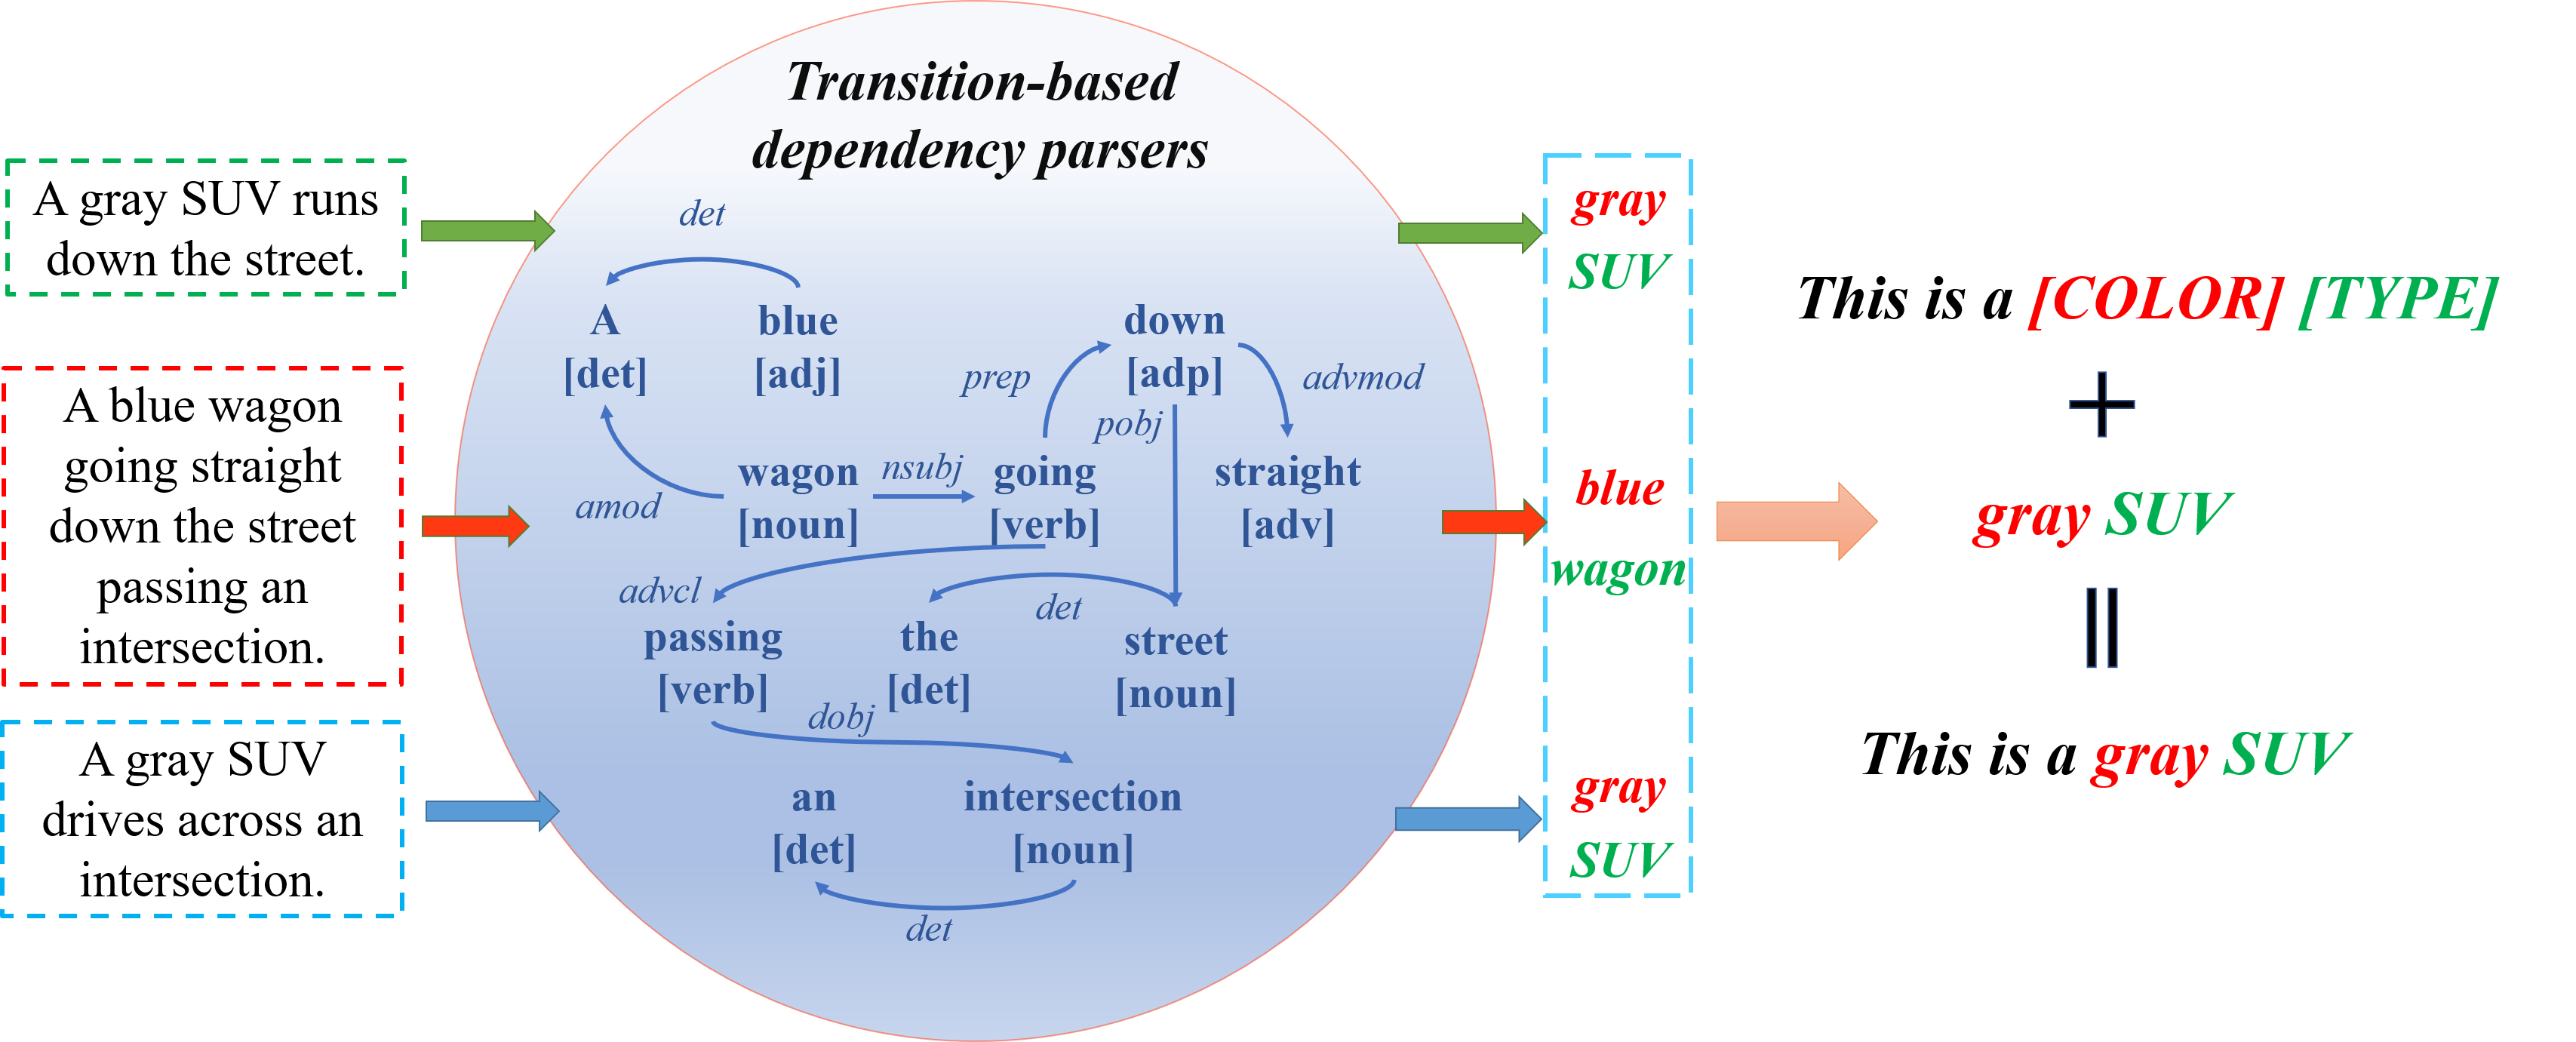 A gray SUV runs
down the street.
A blue wagon
going straight
down the street
passing an
intersection.
A gray SUV
drives across an
intersection.
Transition-based
dependency parsers
det
A
[det]
blue
[adj]
down
[adp]
prep
advmod
pobj
amod
wagon
[noun]
nsubj
going
[verb]
straight
[adv]
advcl
det
passing
[verb]
the
[det]
street
[noun]
dobj
an
[det]
intersection
[noun]
det
gray
SUV
blue
wagon
gray
SUV
This is a [COLOR] [TYPE]
+
gray SUV
=
This is a gray SUV